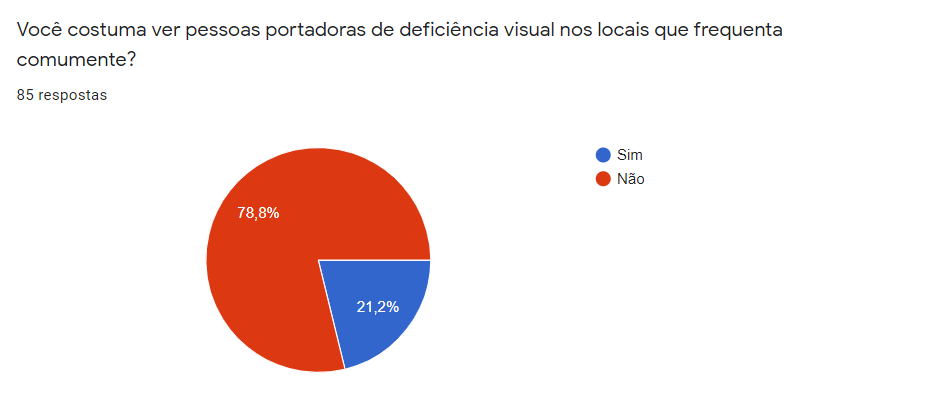 Você costuma ver pessoas portadoras de deficiência visual nos locais que frequenta
comumente?
85 respostas
Sim
Não
78,8%
21,2%